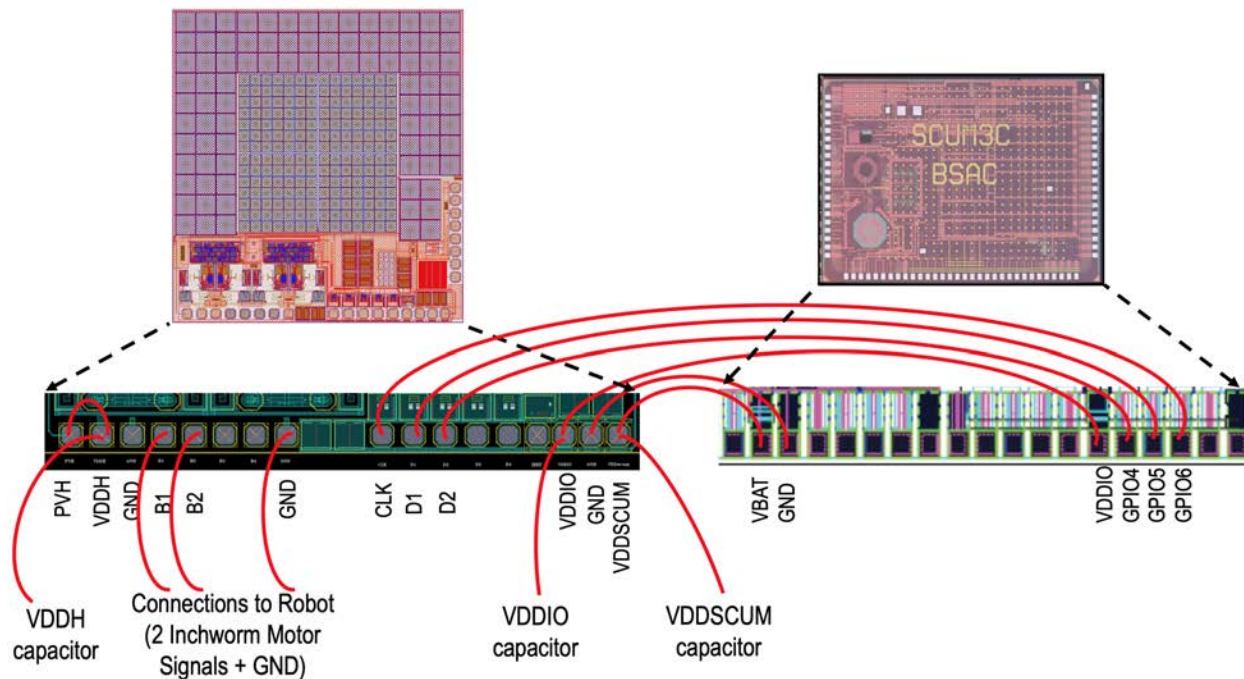 SCUM3C
BSAC
PVH
VDDH
GND
B1
B2
GND
CLK
D1
D2
VDDIO
GND
VDDSCUM
VBAT
GND
VDDIO
GPIO4
GPIO5
GPIO6
VDDH
capacitor
Connections to Robot
(2 Inchworm Motor
Signals + GND)
VDDIO
capacitor
VDDSCUM
capacitor